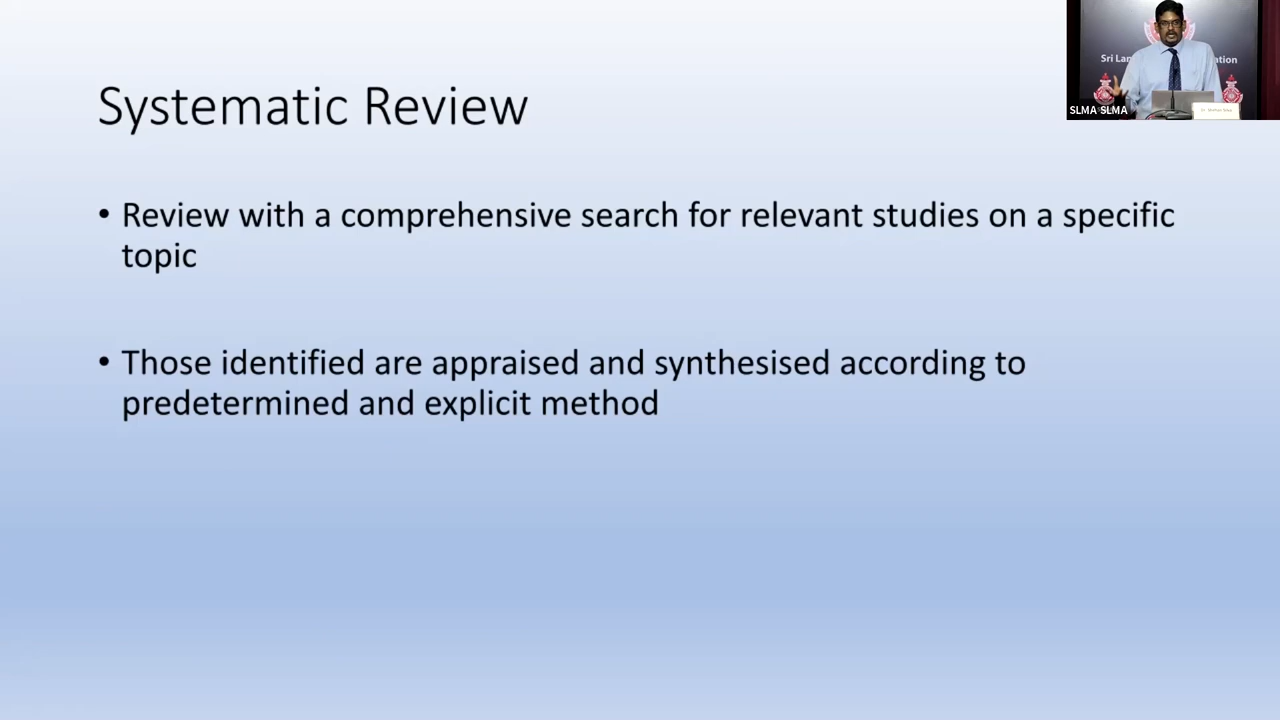 Systematic Review
• Review with a comprehensive search for relevant studies on a specific
topic
• Those identified are appraised and synthesised according to
predetermined and explicit method
Sri Lan
tion
SLMA SLMA